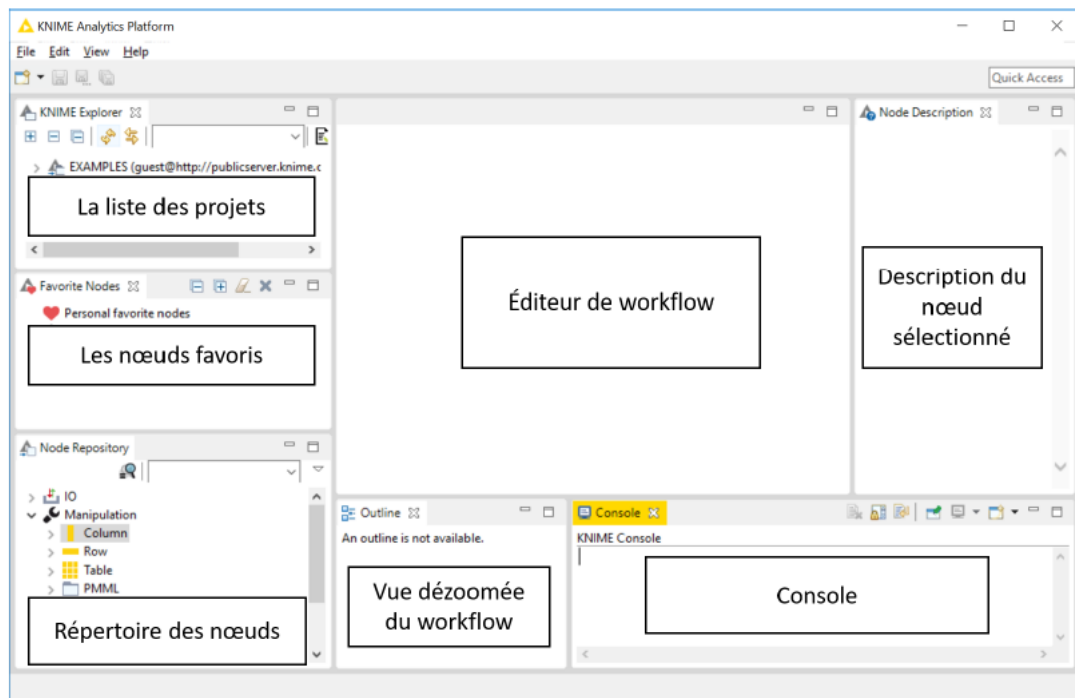 KNIME Analytics Platform
File Edit View Help
Quick Access
KNIME Explorer
EXAMPLES (guest@http://publicserver.knime.c
La liste des projets
Favorite Nodes
Personal favorite nodes
Les nœuds favoris
Node Repository
IO
Manipulation
Column
Row
Table
PMML
Répertoire des nœuds
Éditeur de workflow
Node Description
Description du
nœud
sélectionné
Outline
An outline is not available.
Vue dézoomée
du workflow
Console
KNIME Console
Console